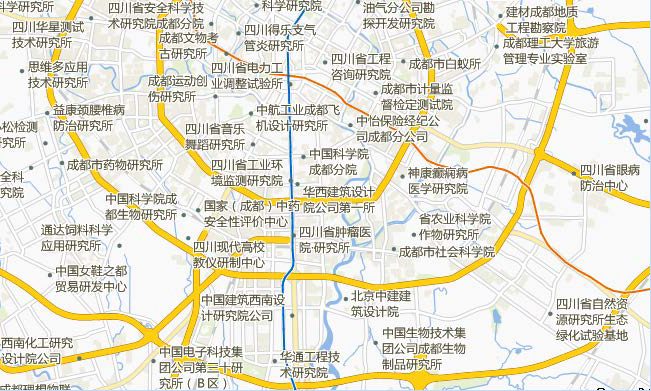 四川省安全科学技
术研究院成都分院
科学研究院
油气分公司勘
探开发研究院
建材成都地质
工程勘察院
四川华星测试
技术研究所
成都文物考
古研究所
四川得乐支气
管炎研究所
成都理工大学旅游
管理专业实验室
思维多应用
技术研究所
四川省电力工
业调整试验所
四川省工程
咨询研究院
成都市白蚁所
成都运动创
伤研究所
成都市计量监
督检定测试院
益康颈腰椎病
防治研究所
中航工业成都飞
机设计研究所
中怡保险经纪公
司成都分公司
四川省音乐
舞蹈研究所
成都市药物研究所
四川省工业环
境监测研究院
中国科学院
成都分院
神康癫痫病
医学研究院
四川省眼病
防治中心
中国科学院成
都生物研究所
国家（成都）中药
安全性评价中心
华西建筑设计
院公司第一所
省农业科学院
作物研究所
通达饲料科学
应用研究所
四川现代高校
教仪研制中心
四川省肿瘤医
院·研究所
成都市社会科学院
中国女鞋之都
贸易研发中心
中国建筑西南设
计研究院公司
北京中建建
筑设计院
四川省自然资
源研究所生态
绿化试验基地
西南化工研究
设计院公司
中国电子科技集
团公司第三十
研究所（B区）
华通工程技
术研究院
中国生物技术集
团公司成都生物
制品研究所